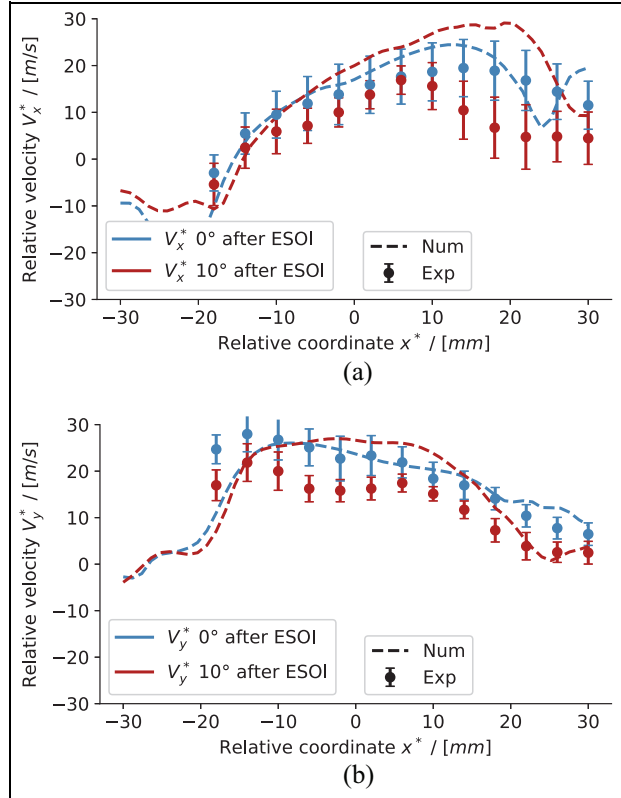 30
20
10
0
−10
−20
−30
Relative velocity V*x / [m/s]
V*x 0° after ESOI
V*x 10° after ESOI
Num
Exp
−30 −20 −10 0 10 20 30
Relative coordinate x* / [mm]
(a)
30
20
10
0
−10
−20
−30
Relative velocity V*y / [m/s]
V*y 0° after ESOI
V*y 10° after ESOI
Num
Exp
−30 −20 −10 0 10 20 30
Relative coordinate x* / [mm]
(b)